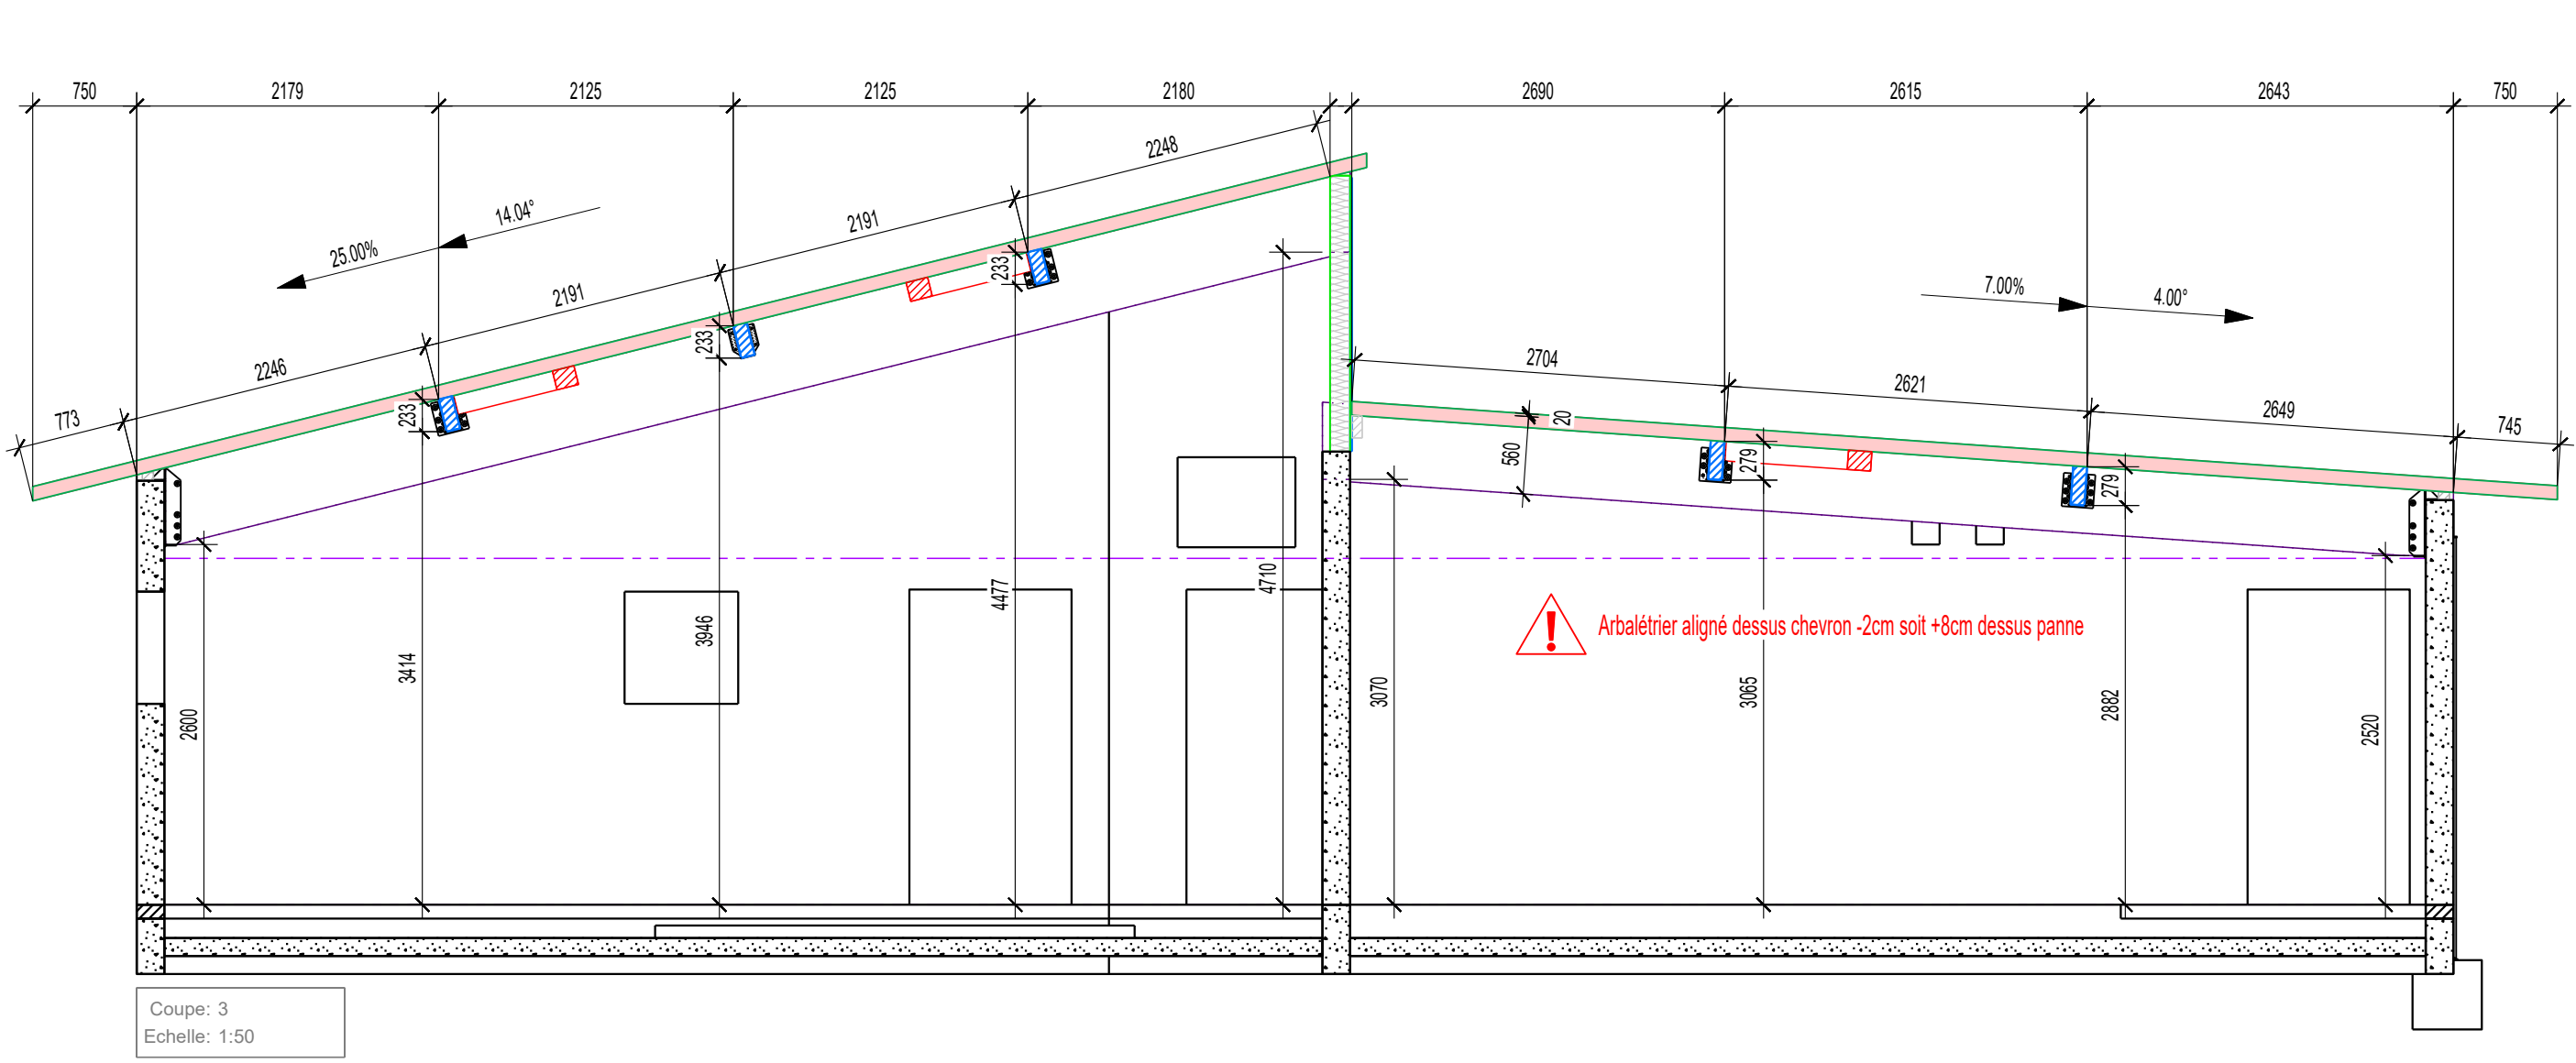 750 2179 2125 2125 2180 2690 2615 2643 750
773 2246 2191 2191 2248
25.00% 14.04°
7.00% 4.00°
2704 2621 2649 745
233 233 233
560 20 279 279
2600 3414 3946 4477 4710 3070 3065 2882 2520
Arbalétrier aligné dessus chevron -2cm soit +8cm dessus panne
Coupe: 3
Echelle: 1:50